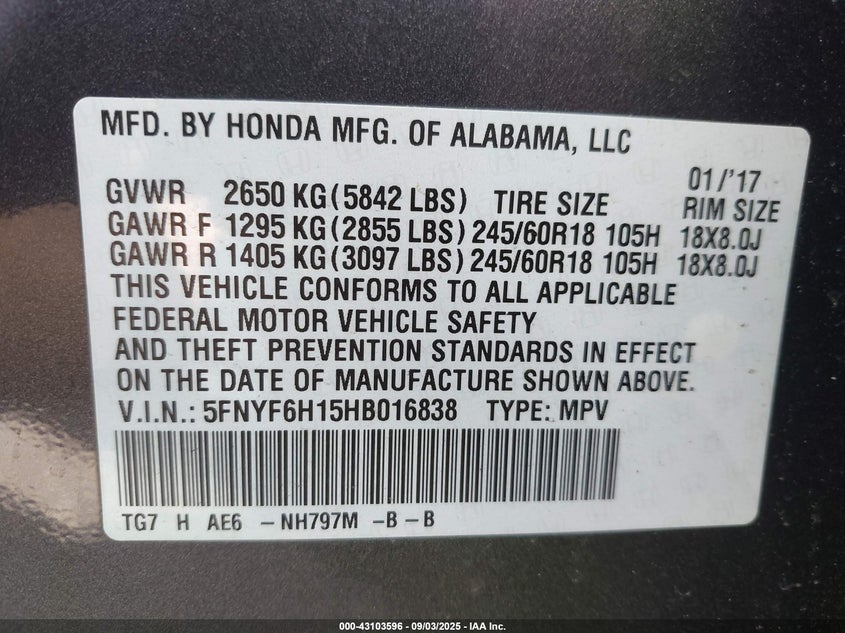 MFD. BY HONDA MFG. OF ALABAMA, LLC
01/'17
GVWR 2650 KG(5842 LBS) TIRE SIZE RIM SIZE
GAWR F 1295 KG(2855 LBS) 245/60R18 105H 18X8.0J
GAWR R 1405 KG(3097 LBS) 245/60R18 105H 18X8.0J
THIS VEHICLE CONFORMS TO ALL APPLICABLE
FEDERAL MOTOR VEHICLE SAFETY
AND THEFT PREVENTION STANDARDS IN EFFECT
ON THE DATE OF MANUFACTURE SHOWN ABOVE.
V.I.N.: 5FNYF6H15HB016838 TYPE: MPV
TG7 H AE6 -NH797M -B -B
000-43103596 - 09/03/2025 - IAA Inc.